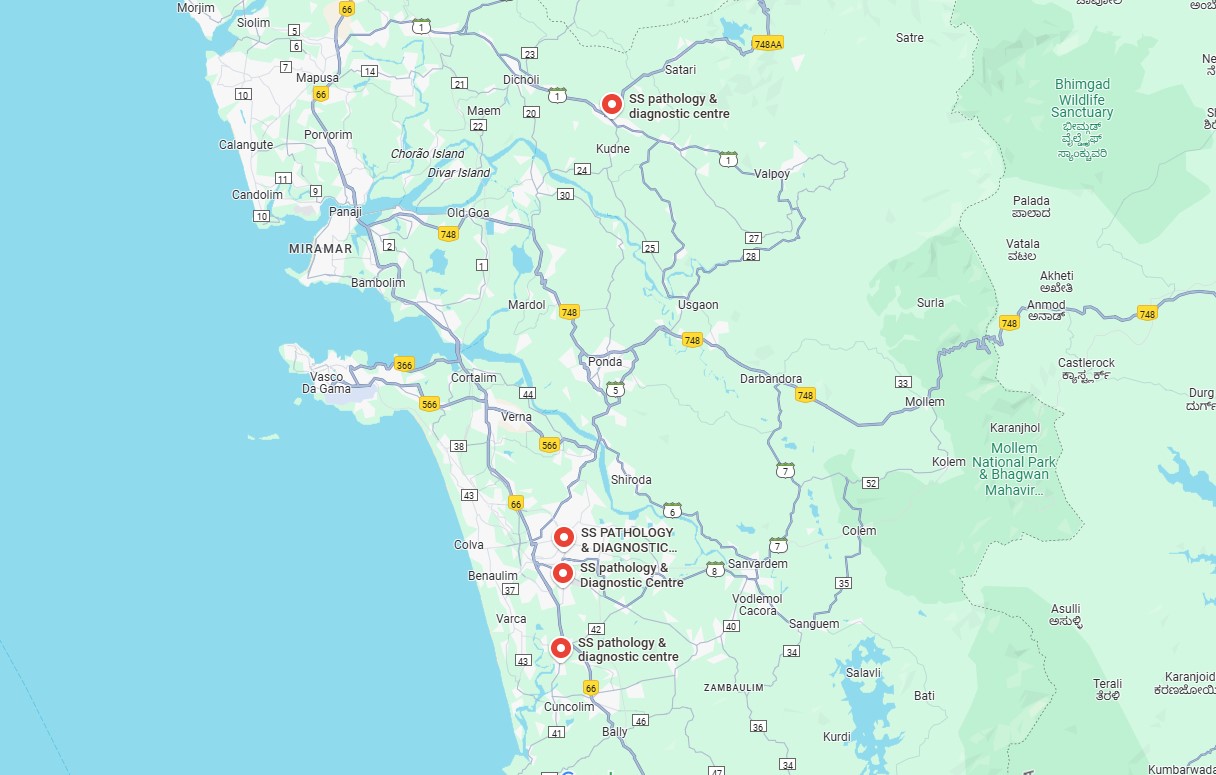 Morjim
66
Siolim
1
5
6
748AA
Satre
23
7
14
Satari
Mapusa
Dicholi
Bhimgad
Wildlife
Sanctuary
ಭೀಮ್ಗಡ್
ವೈಲ್ಡ್ಲೈಫ್
ಸ್ಯಾಂಕ್ಚುವರಿ
10
66
21
1
SS pathology &
diagnostic centre
Maem
20
22
Porvorim
Calangute
Kudne
Chorão Island
1
Divar Island
24
Valpoy
11
9
Candolim
30
Palada
ಪಾಲಾದ
10
Panaji
Old Goa
748
27
MIRAMAR
2
25
28
Vatala
ವಟಲ
1
Bambolim
Akheti
ಅಖೇತಿ
Mardol
748
Usgaon
Surla
Anmod
ಅನಾಡ್
748
748
748
366
Ponda
Castlerock
ಕ್ಯಾಸ್ಟ್ಲರ್ರಾಕ್
Vasco
Da Gama
Cortalim
5
Darbandora
33
44
748
Durg
566
Mollem
Verna
38
566
Karanjhol
Mollem
National Park
& Bhagwan
Mahavir...
Kolem
7
Shiroda
52
43
66
6
SS PATHOLOGY
& DIAGNOSTIC...
Colem
Colva
7
SS pathology &
Diagnostic Centre
8
Sanvardem
Benaulim
37
35
Vodlemol
Cacora
Varca
42
40
Sanguem
Asulli
ಅಸುಳ್ಳಿ
SS pathology &
diagnostic centre
43
34
Salavli
66
ZAMBAULIM
Terali
ತೆರಳಿ
Karanjoid
Bati
Cuncolim
46
36
41
Bally
Kurdi
34
47
Kumbarwada